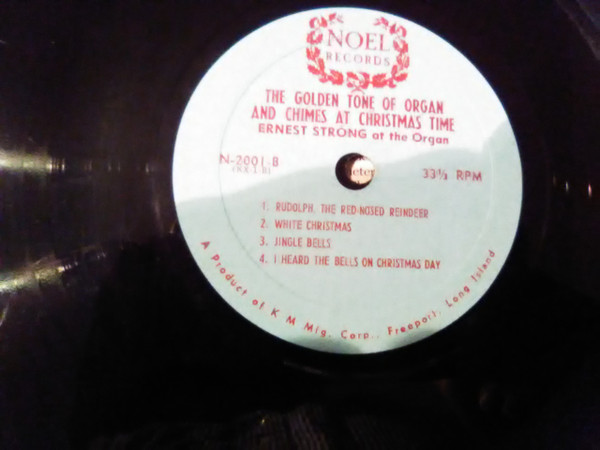 NOEL
RECORDS
THE GOLDEN TONE OF ORGAN
AND CHIMES AT CHRISTMAS TIME
ERNEST STRONG at the Organ
N-2001-B
33⅓ RPM
1. RUDOLPH, THE RED-NOSED REINDEER
2. WHITE CHRISTMAS
3. JINGLE BELLS
4. I HEARD THE BELLS ON CHRISTMAS DAY
A Product of K M Mfg. Corp., Freeport, Long Island